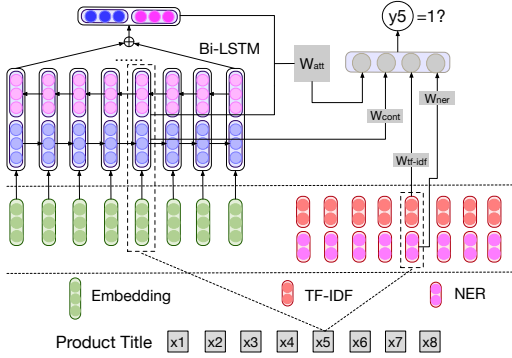 y5 =1?
Bi-LSTM
......
Watt
Wcont
Wner
Wtf-idf
Embedding
TF-IDF
NER
Product Title x1 x2 x3 x4 x5 x6 x7 x8